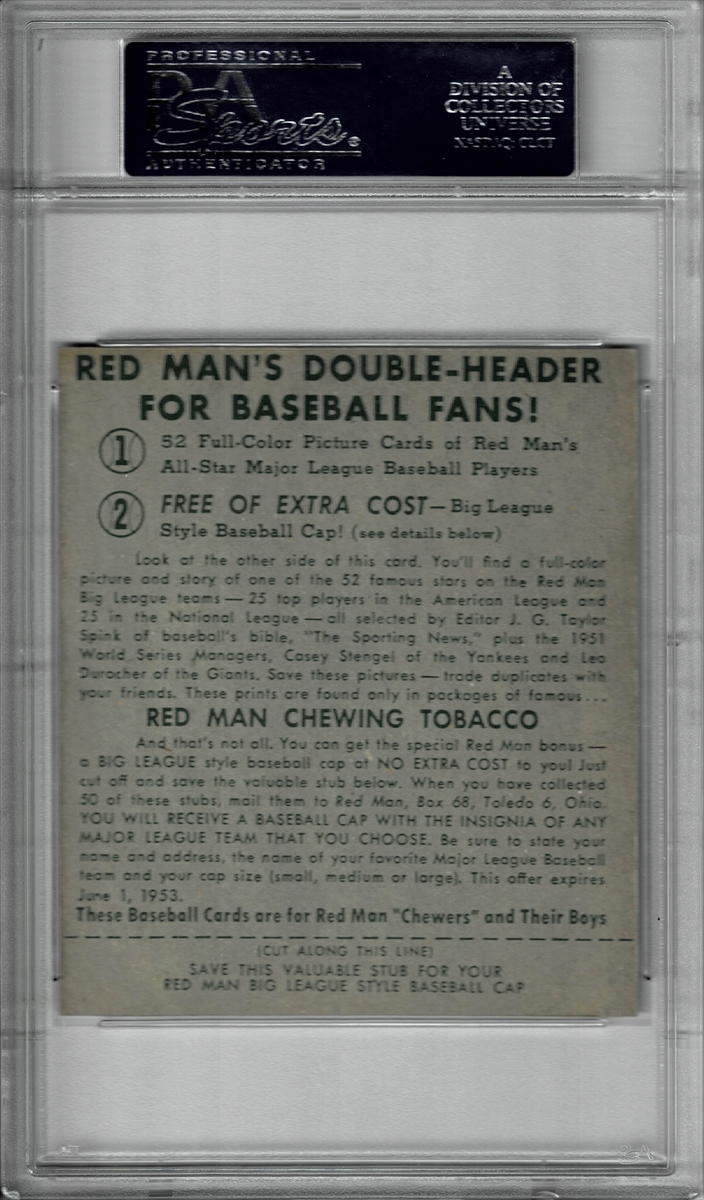 PROFESSIONAL
PSA
Sports®
AUTHENTICATOR
A
DIVISION OF
COLLECTORS
UNIVERSE
NASDAQ: CLCT
RED MAN'S DOUBLE-HEADER
FOR BASEBALL FANS!
1 52 Full-Color Picture Cards of Red Man's
All-Star Major League Baseball Players
2 FREE OF EXTRA COST—Big League
Style Baseball Cap! (see details below)
Look at the other side of this card. You'll find a full-color
picture and story of one of the 52 famous stars on the Red Man
Big League teams — 25 top players in the American League and
25 in the National League — all selected by Editor J. G. Taylor
Spink of baseball's bible, "The Sporting News," plus the 1951
World Series Managers, Casey Stengel of the Yankees and Leo
Durocher of the Giants. Save these pictures — trade duplicates with
your friends. These prints are found only in packages of famous...
RED MAN CHEWING TOBACCO
And that's not all. You can get the special Red Man bonus —
a BIG LEAGUE style baseball cap at NO EXTRA COST to you! Just
cut off and save the valuable stub below. When you have collected
50 of these stubs, mail them to Red Man, Box 68, Toledo 6, Ohio.
YOU WILL RECEIVE A BASEBALL CAP WITH THE INSIGNIA OF ANY
MAJOR LEAGUE TEAM THAT YOU CHOOSE. Be sure to state your
name and address, the name of your favorite Major League Baseball
team and your cap size (small, medium or large). This offer expires
June 1, 1953.
These Baseball Cards are for Red Man "Chewers" and Their Boys
(CUT ALONG THIS LINE)
SAVE THIS VALUABLE STUB FOR YOUR
RED MAN BIG LEAGUE STYLE BASEBALL CAP
PSA